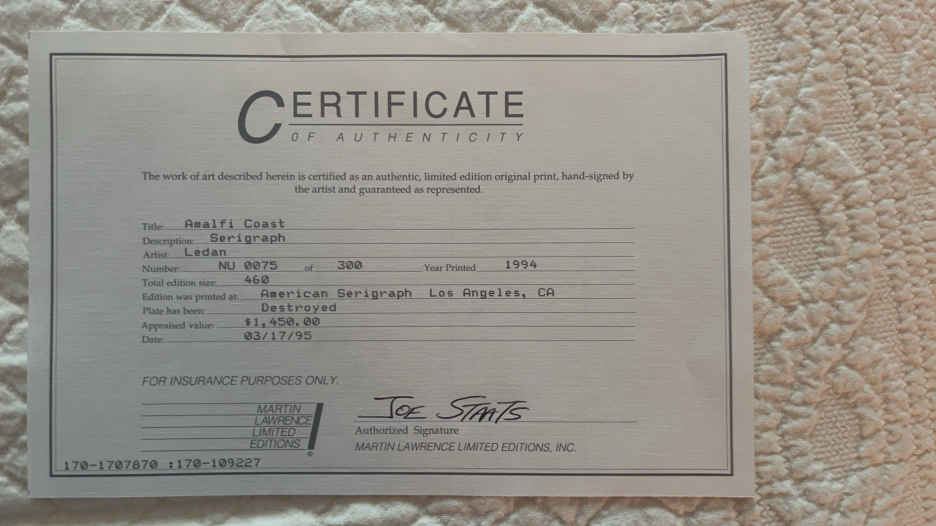 CERTIFICATE
OF AUTHENTICITY
The work of art described herein is certified as an authentic, limited edition original print, hand-signed by
the artist and guaranteed as represented.
Title: Amalfi Coast
Description: Serigraph
Artist: Ledan
Number: NU 0075 of 300 Year Printed 1994
Total edition size: 460
Edition was printed at: American Serigraph Los Angeles, CA
Plate has been: Destroyed
Appraised value: $1,450.00
Date: 03/17/95
FOR INSURANCE PURPOSES ONLY.
MARTIN
LAWRENCE
LIMITED
EDITIONS
JOE STAATS
Authorized Signature
MARTIN LAWRENCE LIMITED EDITIONS, INC.
170-1707870 :170-109227